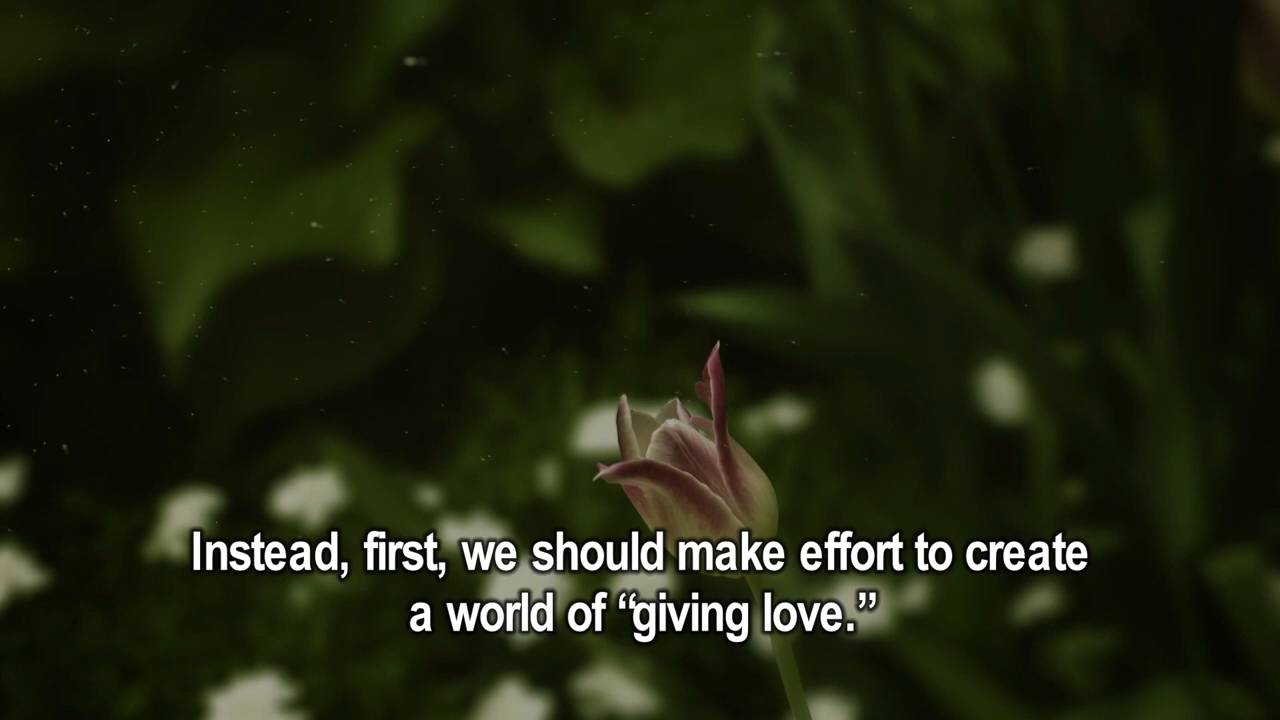 Instead, first, we should make effort to create
a world of “giving love.”